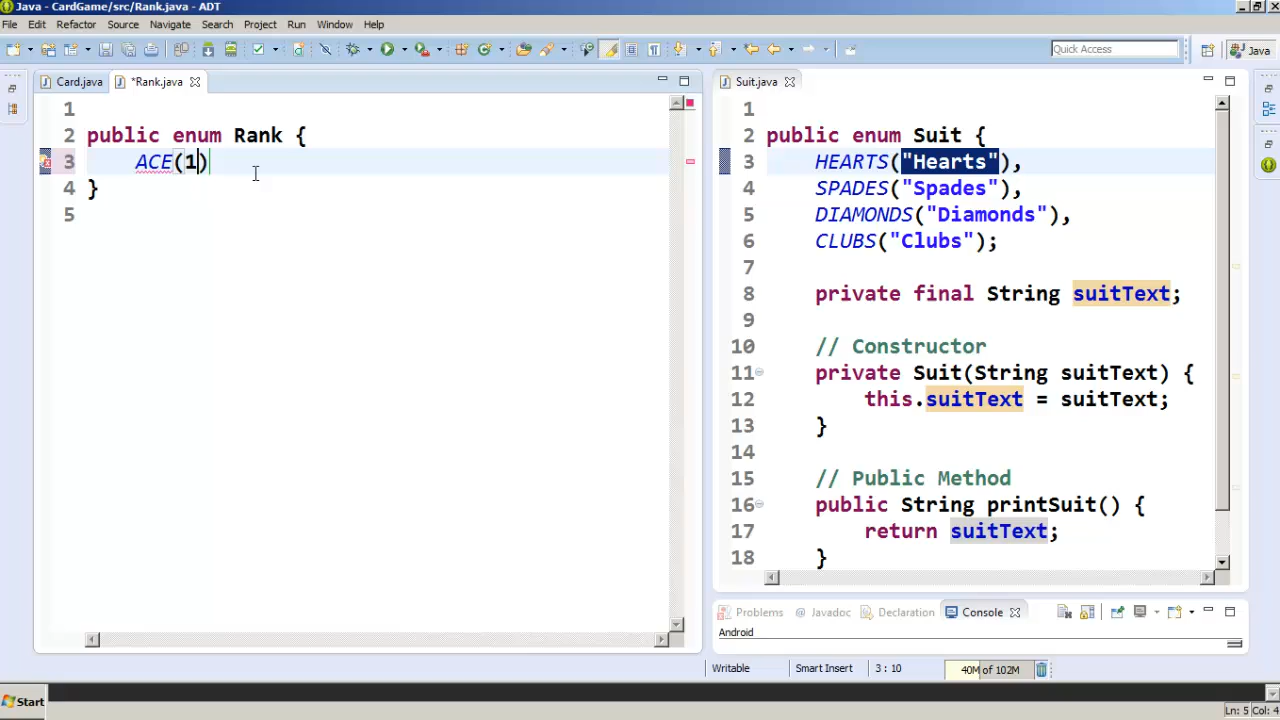 Java - CardGame/src/Rank.java - ADT
File Edit Refactor Source Navigate Search Project Run Window Help
Quick Access
Java
Card.java
*Rank.java
1
2 public enum Rank {
3 ACE(1)
4 }
5
Suit.java
1
2 public enum Suit {
3 HEARTS("Hearts"),
4 SPADES("Spades"),
5 DIAMONDS("Diamonds"),
6 CLUBS("Clubs");
7
8 private final String suitText;
9
10 // Constructor
11 private Suit(String suitText) {
12 this.suitText = suitText;
13 }
14
15 // Public Method
16 public String printSuit() {
17 return suitText;
18 }
Problems @ Javadoc Declaration Console
Android
Writable Smart Insert 3 : 10 40M of 102M
Start
Ln: 5 Col: 4